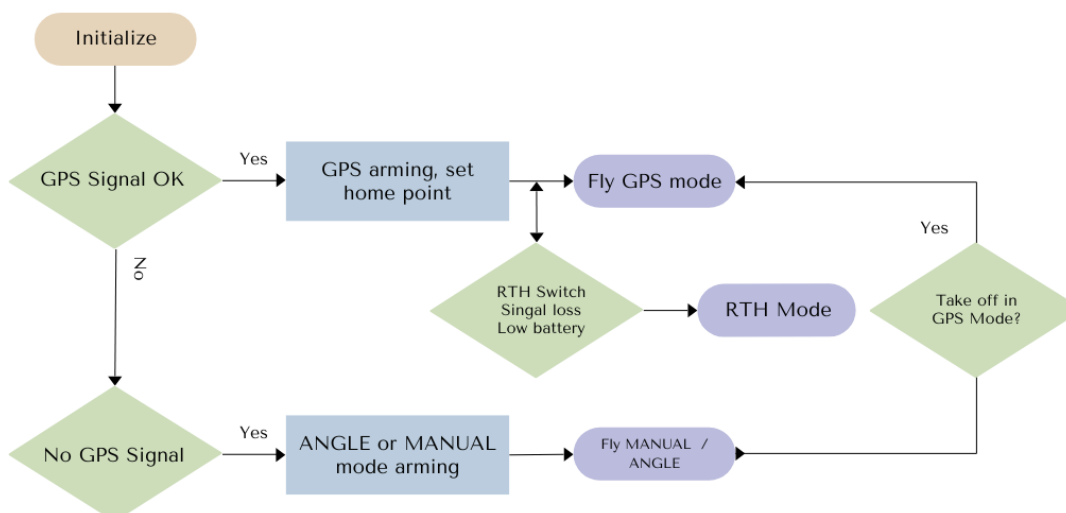 Initialize
GPS Signal OK
Yes
GPS arming, set
home point
Fly GPS mode
Yes
No
RTH Switch
Singal loss
Low battery
RTH Mode
Take off in
GPS Mode?
No GPS Signal
Yes
ANGLE or MANUAL
mode arming
Fly MANUAL /
ANGLE